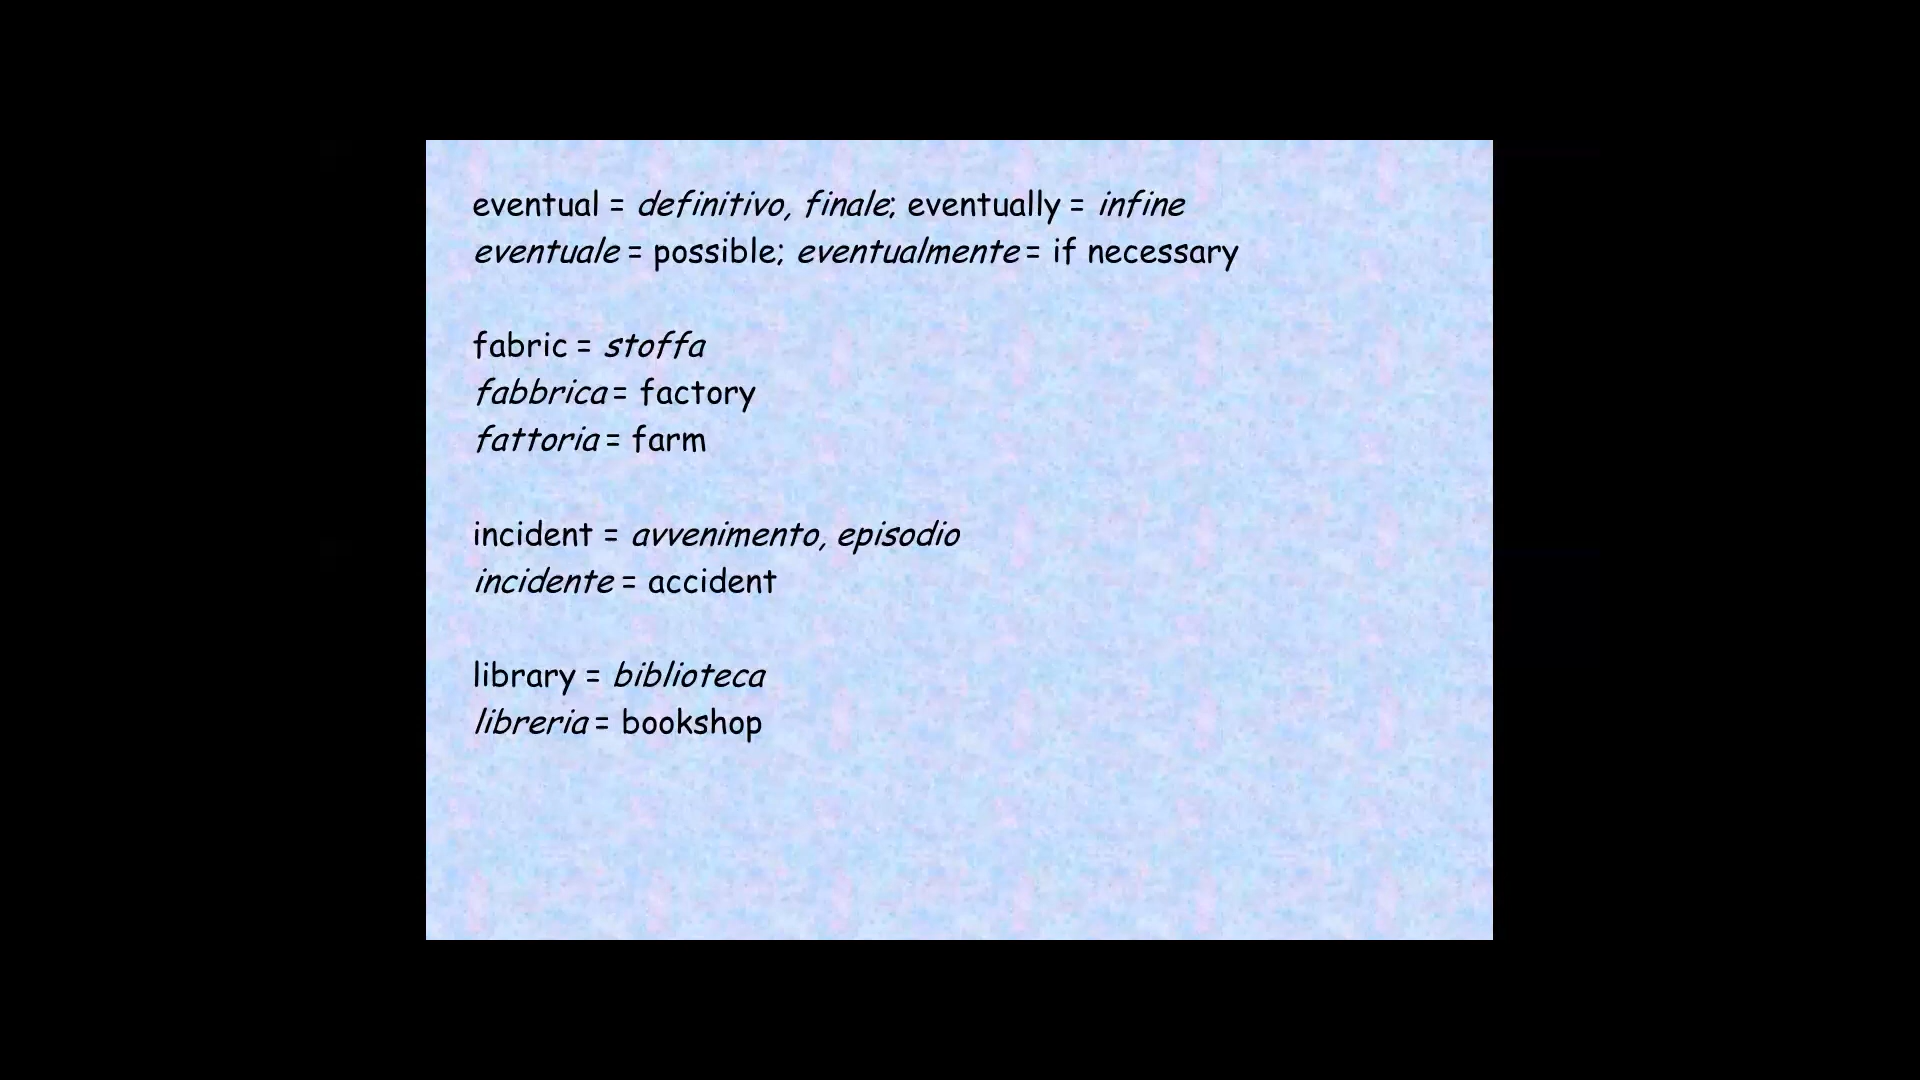 eventual = definitivo, finale; eventually = infine
eventuale = possible; eventualmente = if necessary
fabric = stoffa
fabbrica = factory
fattoria = farm
incident = avvenimento, episodio
incidente = accident
library = biblioteca
libreria = bookshop